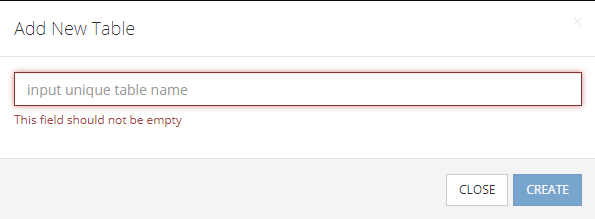 Add New Table
×
input unique table name
This field should not be empty
CLOSE
CREATE